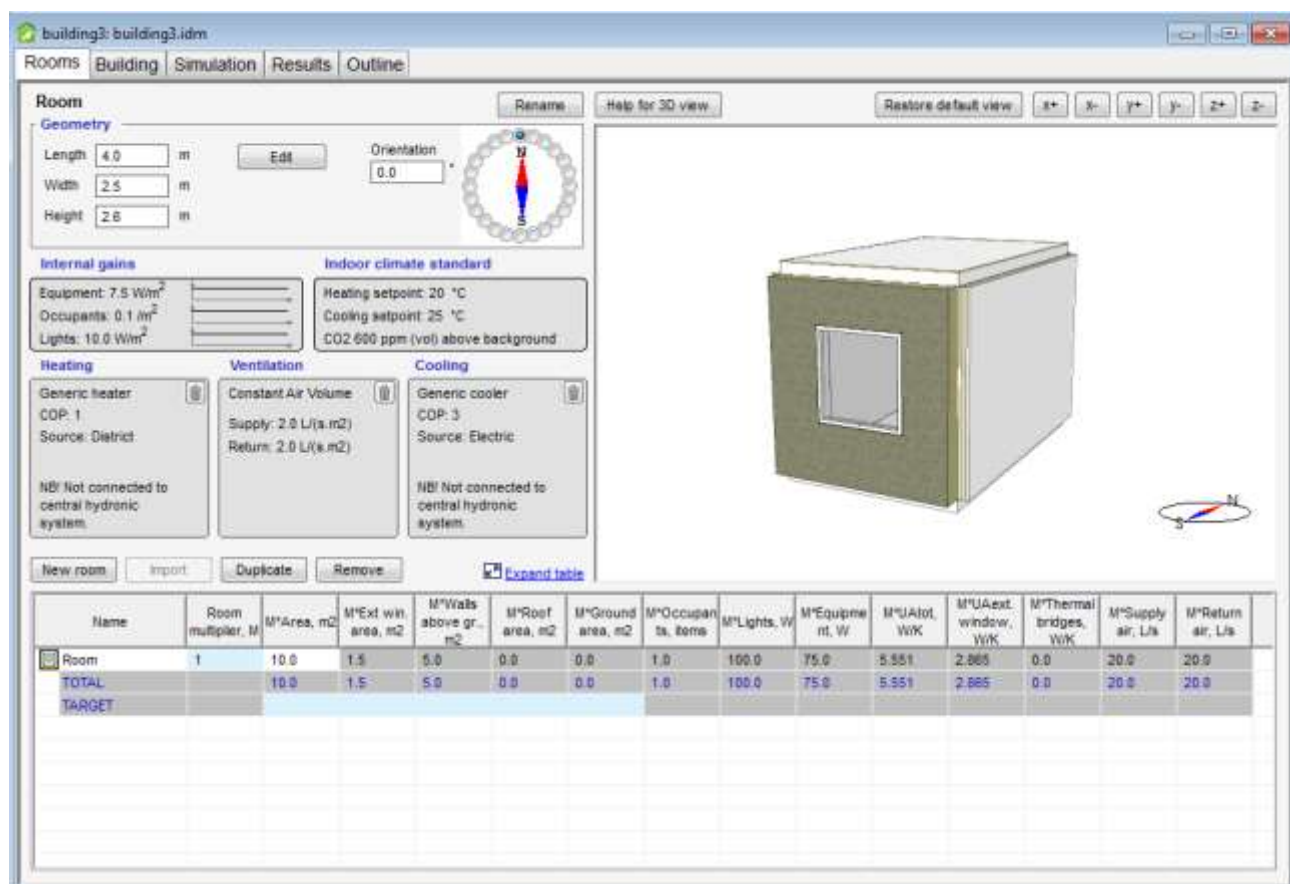 building3: building3.idm
Rooms Building Simulation Results Outline
Room
Rename
Help for 3D view
Restore default view
x+ x- y+ y- z+ z-
Geometry
Length 4.0 m
Edit
Orientation
0.0 °
Width 2.5 m
Height 2.6 m
N
S
Internal gains
Equipment: 7.5 W/m2
Occupants: 0.1 /m2
Lights: 10.0 W/m2
Indoor climate standard
Heating setpoint: 20 °C
Cooling setpoint: 25 °C
CO2 600 ppm (vol) above background
Heating
Generic heater
COP: 1
Source: District
NB! Not connected to
central hydronic
system.
Ventilation
Constant Air Volume
Supply: 2.0 L/(s.m2)
Return: 2.0 L/(s.m2)
Cooling
Generic cooler
COP: 3
Source: Electric
NB! Not connected to
central hydronic
system.
N
S
New room Import Duplicate Remove Expand table
Name
Room
multiplier, M
M*Area, m2
M*Ext win.
area, m2
M*Walls
above gr..
m2
M*Roof
area, m2
M*Ground
area, m2
M*Occupan
ts, items
M*Lights, W
M*Equipme
nt, W
M*UAtot,
W/K
M*UAext.
window,
W/K
M*Thermal
bridges,
W/K
M*Supply
air, L/s
M*Return
air, L/s
Room 1 10.0 1.5 5.0 0.0 0.0 1.0 100.0 75.0 5.551 2.865 0.0 20.0 20.0
TOTAL 10.0 1.5 5.0 0.0 0.0 1.0 100.0 75.0 5.551 2.865 0.0 20.0 20.0
TARGET